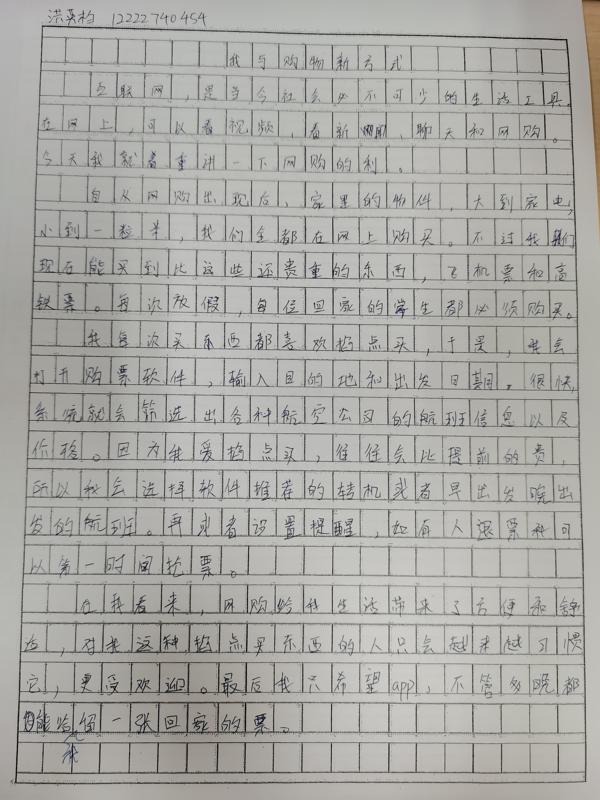 洪英杓 12222740454
我与购物新方式
互联网，是当今社会必不可少的生活工具。
在网上，可以看视频，看新闻，聊天和网购。
今天我就着重讲一下网购的利。
自从网购出现后，家里的物件，大到家电，
小到一粒米，我们全都在网上购买。不过我们
现在能买到比这些还贵重的东西，飞机票和高
铁票。每次放假，每位回家的学生都必须购买。
我每次买东西都喜欢掐点买，于是，我会
打开购票软件，输入目的地和出发日期。很快，
系统就会筛选出各种航空公司的航班信息以及
价格。因为我爱掐点买，往往会比提前的贵，
所以我会选择软件推荐的转机或者早出发晚出
发的航班。再或者设置提醒，如有人退票我可
以第一时间抢票。
在我看来，网购给我生活带来了方便和舒
适，对我这种掐点买东西的人只会越来越习惯
它，更受欢迎。最后我只希望app，不管多晚都
能给我留一张回家的票。